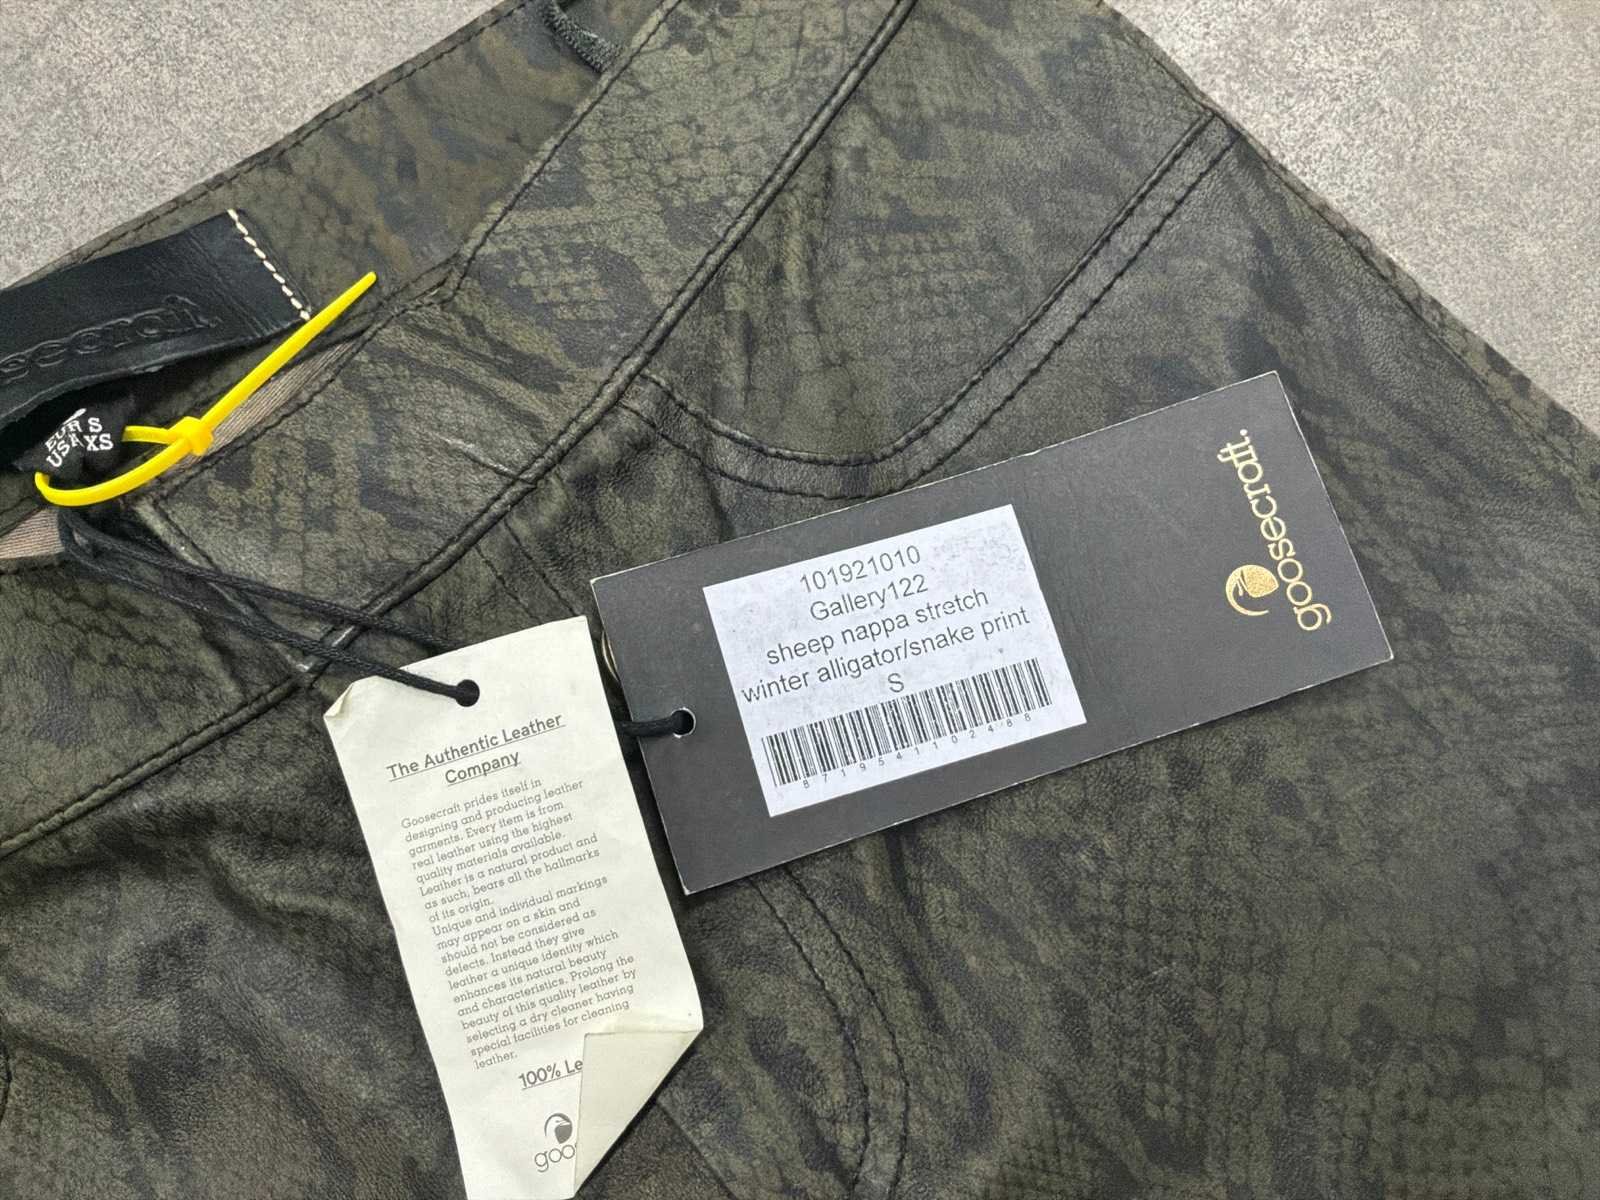 EUR S
USA XS
101921010
Gallery122
sheep nappa stretch
winter alligator/snake print
S
8719541102488
goosecraft.
The Authentic Leather
Company
Goosecraft prides itself in
designing and producing leather
garments. Every item is from
real leather using the highest
quality materials available.
Leather is a natural product and
as such, bears all the hallmarks
of its origin.
Unique and individual markings
may appear on a skin and
should not be considered as
defects. Instead they give
leather a unique identity which
enhances its natural beauty
and characteristics. Prolong the
beauty of this quality leather by
selecting a dry cleaner having
special facilities for cleaning
leather.
100% Le
goos